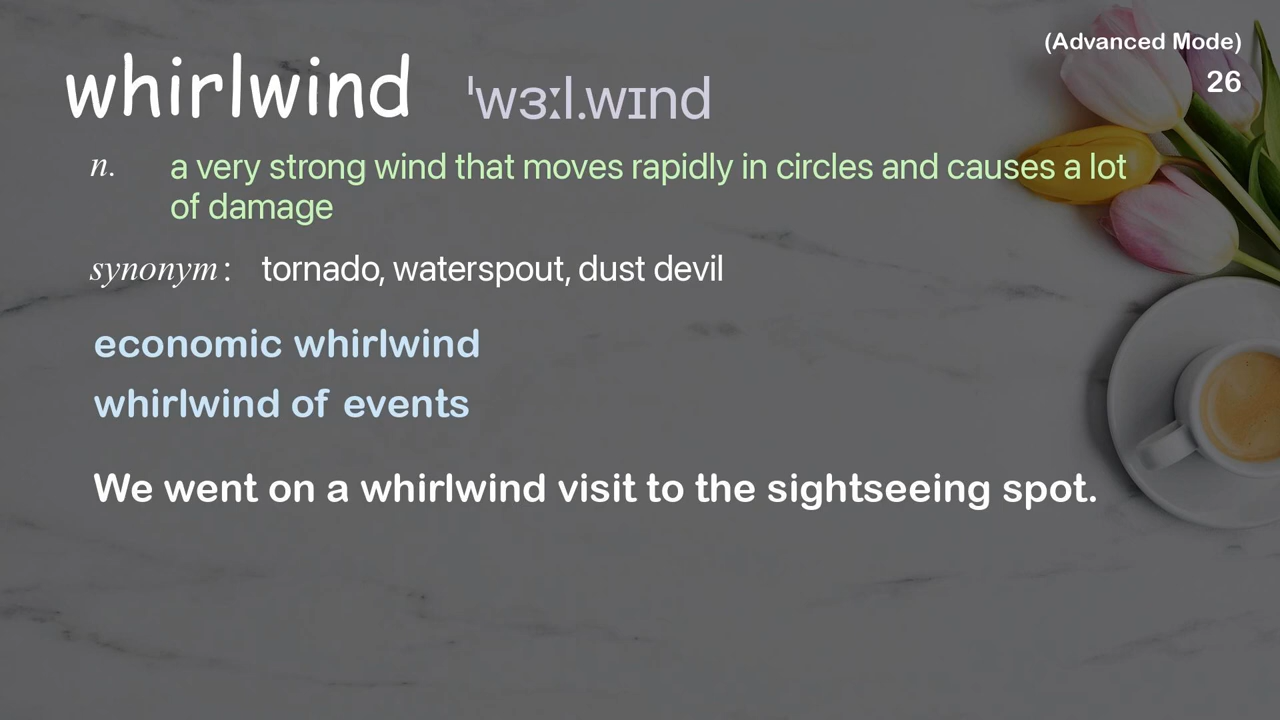 (Advanced Mode)
26
whirlwind ˈwɜːl.wɪnd
n. a very strong wind that moves rapidly in circles and causes a lot
of damage
synonym: tornado, waterspout, dust devil
economic whirlwind
whirlwind of events
We went on a whirlwind visit to the sightseeing spot.